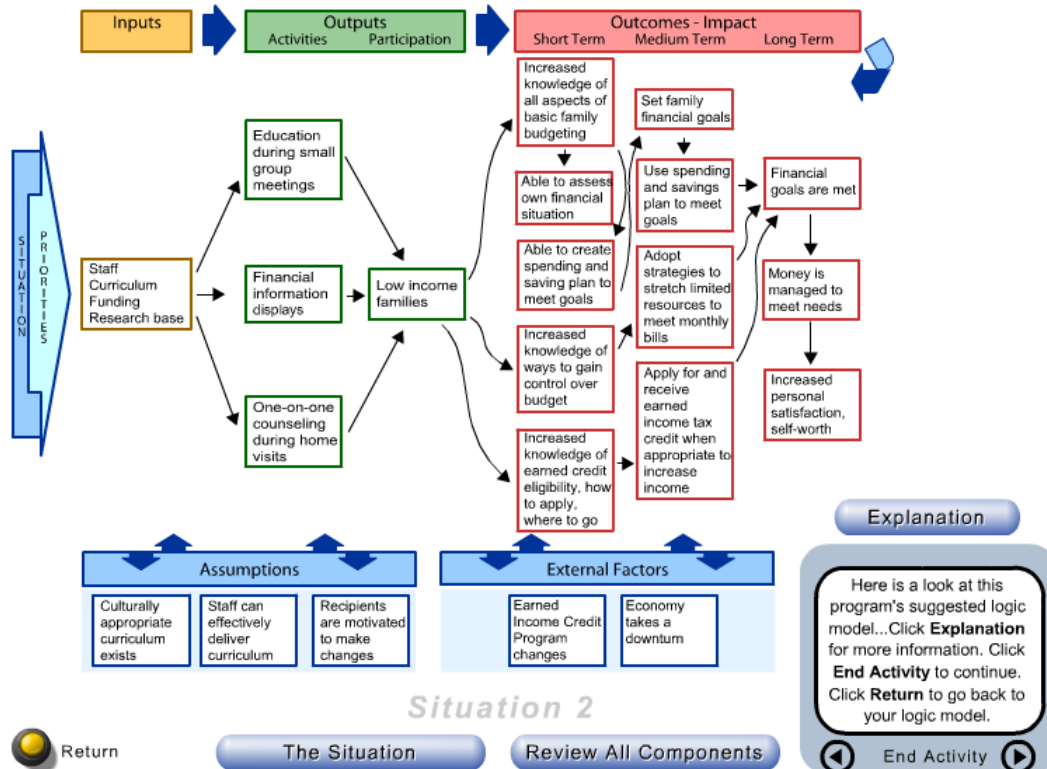 Inputs
Outputs
Activities
Participation
Outcomes - Impact
Short Term
Medium Term
Long Term
SITUATION
PRIORITIES
Staff
Curriculum
Funding
Research base
Education
during small
group
meetings
Financial
information
displays
One-on-one
counseling
during home
visits
Low income
families
Increased
knowledge of
all aspects of
basic family
budgeting
Able to assess
own financial
situation
Able to create
spending and
saving plan to
meet goals
Increased
knowledge of
ways to gain
control over
budget
Increased
knowledge of
earned credit
eligibility, how
to apply,
where to go
Set family
financial goals
Use spending
and savings
plan to meet
goals
Adopt
strategies to
stretch limited
resources to
meet monthly
bills
Apply for and
receive
earned
income tax
credit when
appropriate to
increase
income
Financial
goals are met
Money is
managed to
meet needs
Increased
personal
satisfaction,
self-worth
Assumptions
Culturally
appropriate
curriculum
exists
Staff can
effectively
deliver
curriculum
Recipients
are motivated
to make
changes
External Factors
Earned
Income Credit
Program
changes
Economy
takes a
downturn
Explanation
Here is a look at this
program's suggested logic
model...Click Explanation
for more information. Click
End Activity to continue.
Click Return to go back to
your logic model.
Situation 2
Return
The Situation
Review All Components
End Activity